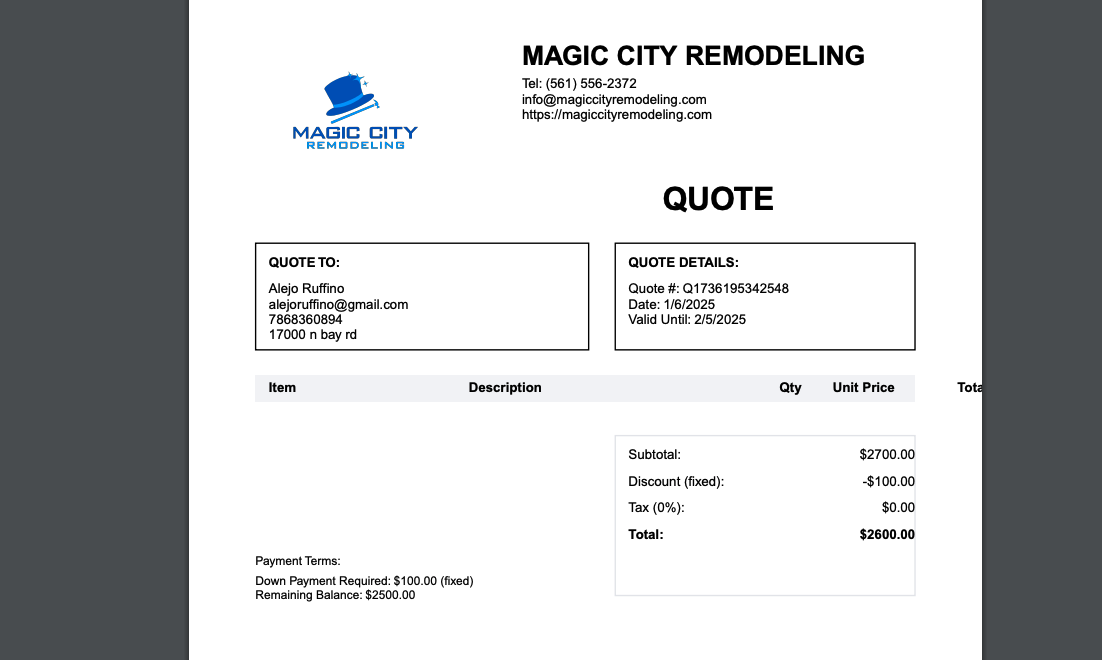 MAGIC CITY REMODELING
Tel: (561) 556-2372
info@magiccityremodeling.com
https://magiccityremodeling.com
MAGIC CITY
REMODELING
QUOTE
QUOTE TO:
Alejo Ruffino
alejoruffino@gmail.com
7868360894
17000 n bay rd
QUOTE DETAILS:
Quote #: Q1736195342548
Date: 1/6/2025
Valid Until: 2/5/2025
Item Description Qty Unit Price Tota
Subtotal: $2700.00
Discount (fixed): -$100.00
Tax (0%): $0.00
Total: $2600.00
Payment Terms:
Down Payment Required: $100.00 (fixed)
Remaining Balance: $2500.00